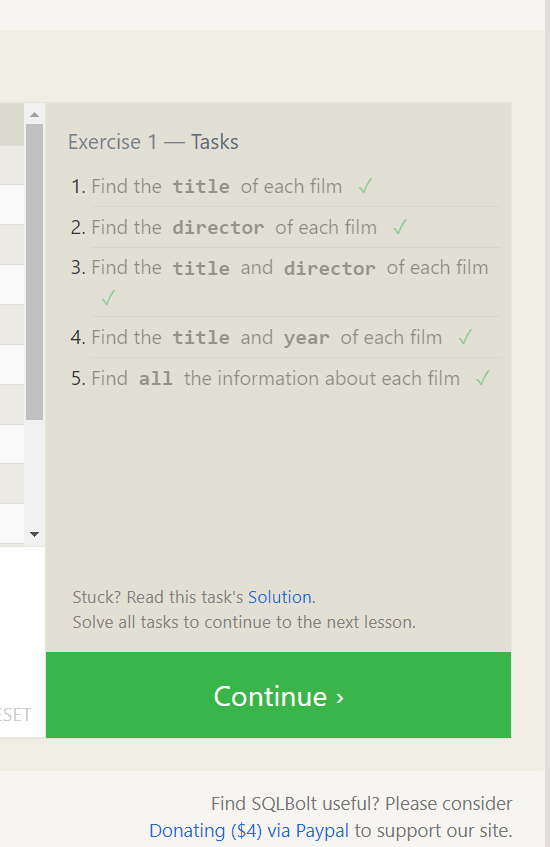 Exercise 1 — Tasks
1. Find the title of each film ✓
2. Find the director of each film ✓
3. Find the title and director of each film
✓
4. Find the title and year of each film ✓
5. Find all the information about each film ✓
Stuck? Read this task's Solution.
Solve all tasks to continue to the next lesson.
ESET
Continue ›
Find SQLBolt useful? Please consider
Donating ($4) via Paypal to support our site.